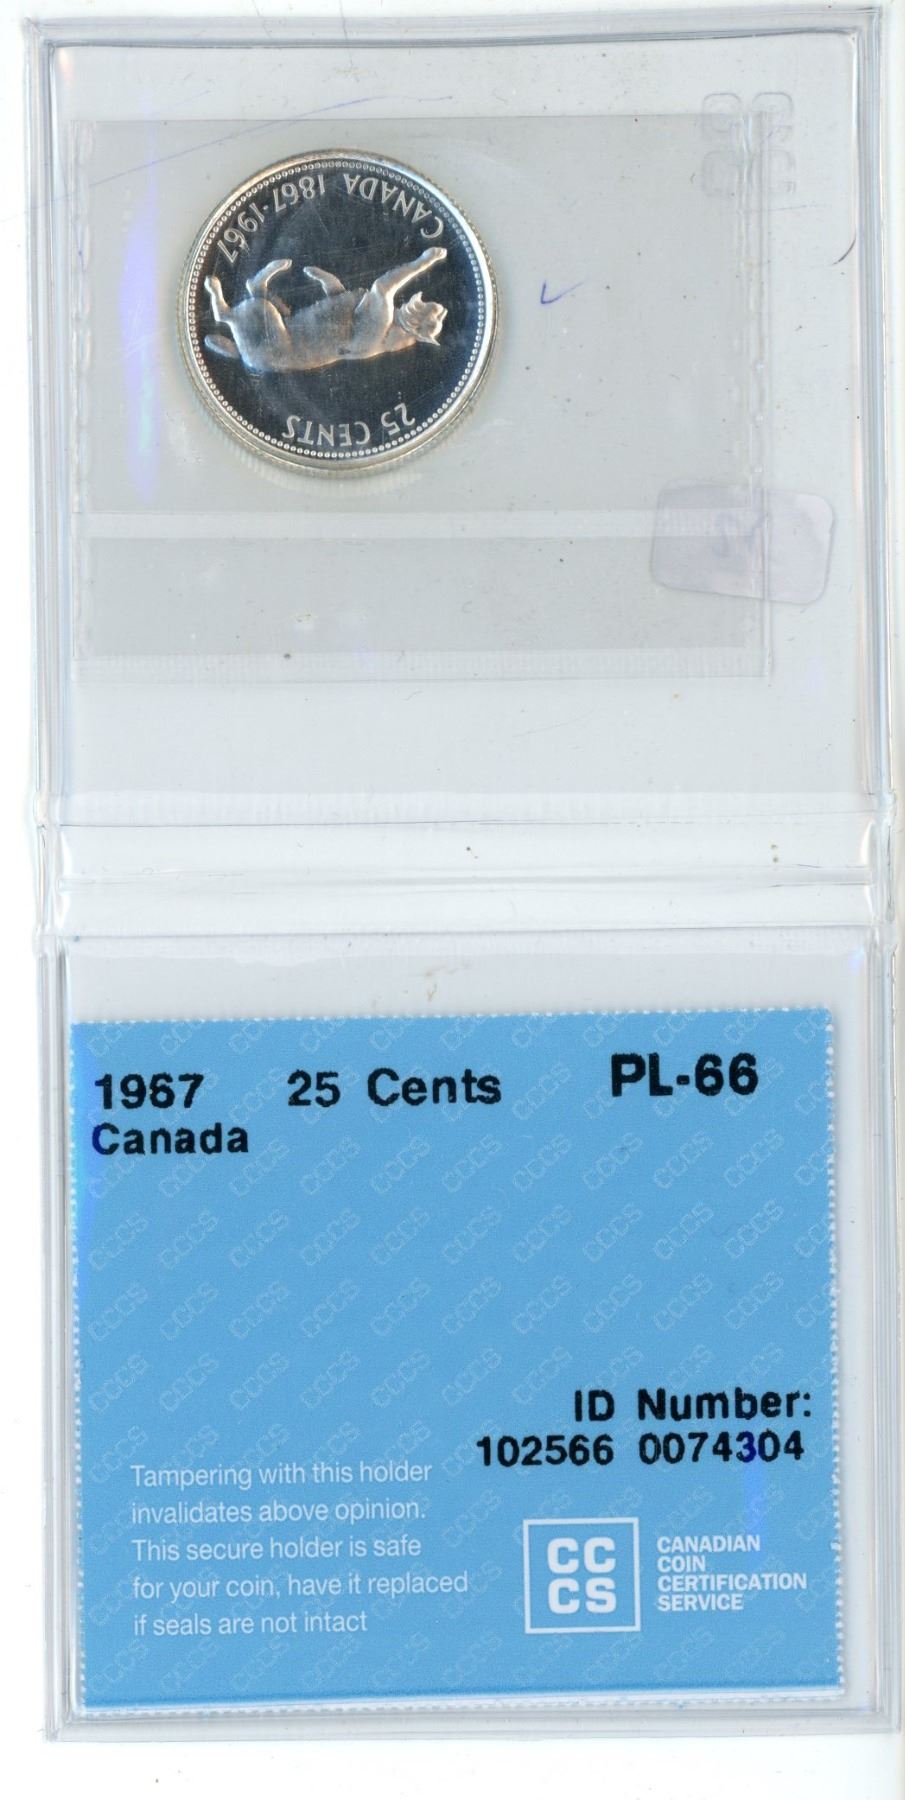 CANADA 1867-1967
25 CENTS
1967 25 Cents PL-66
Canada
ID Number:
102566 0074304
Tampering with this holder
invalidates above opinion.
This secure holder is safe
for your coin, have it replaced
if seals are not intact
CC
CS
CANADIAN
COIN
CERTIFICATION
SERVICE